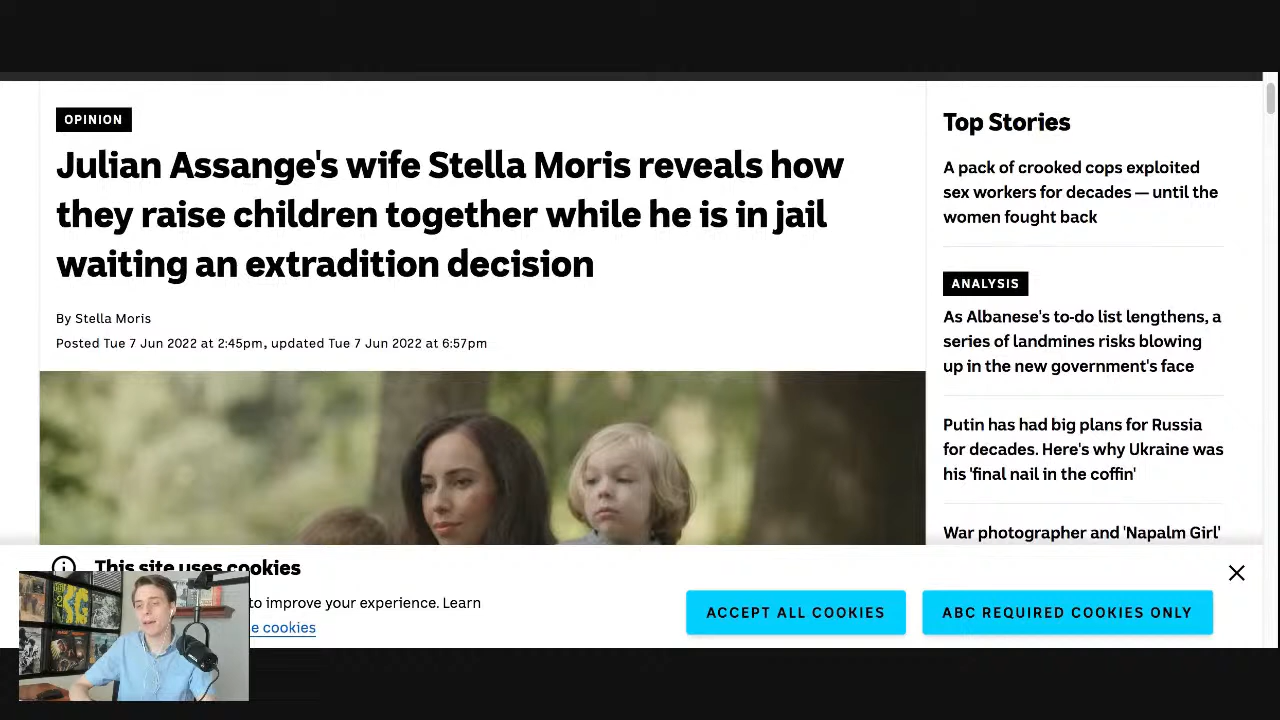 OPINION
Julian Assange's wife Stella Moris reveals how
they raise children together while he is in jail
waiting an extradition decision
By Stella Moris
Posted Tue 7 Jun 2022 at 2:45pm, updated Tue 7 Jun 2022 at 6:57pm
Top Stories
A pack of crooked cops exploited
sex workers for decades — until the
women fought back
ANALYSIS
As Albanese's to-do list lengthens, a
series of landmines risks blowing
up in the new government's face
Putin has had big plans for Russia
for decades. Here's why Ukraine was
his 'final nail in the coffin'
War photographer and 'Napalm Girl'
This site uses cookies
to improve your experience. Learn
cookies
ACCEPT ALL COOKIES
ABC REQUIRED COOKIES ONLY